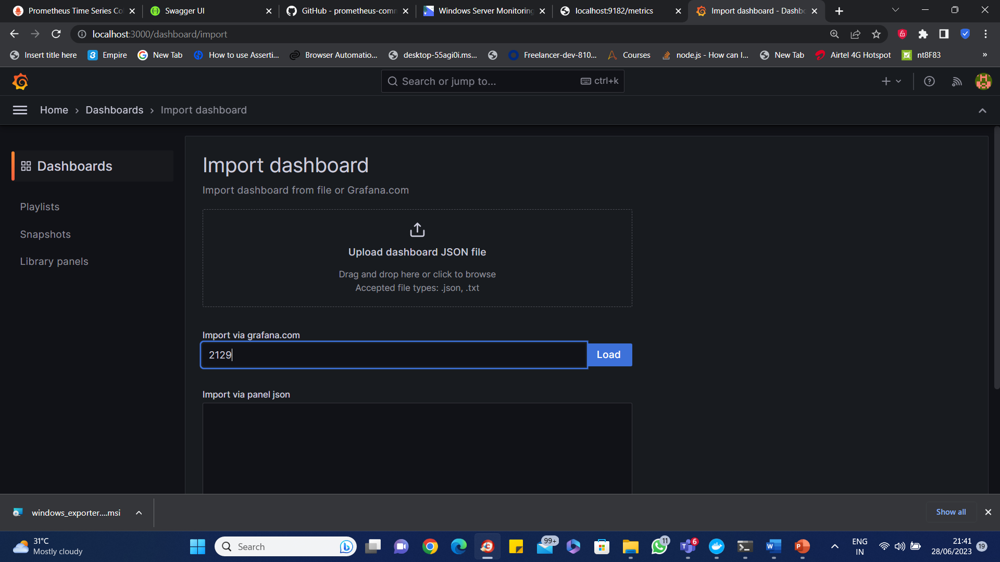 Prometheus Time Series Co
Swagger UI
GitHub - prometheus-comm
Windows Server Monitoring
localhost:9182/metrics
Import dashboard - Dashbo
localhost:3000/dashboard/import
Insert title here
Empire
New Tab
How to use Asserti...
Browser Automatio...
desktop-55agi0i.ms...
Freelancer-dev-810...
Courses
node.js - How can I...
New Tab
Airtel 4G Hotspot
nt8F83
»
Search or jump to...
ctrl+k
Home › Dashboards › Import dashboard
Dashboards
Playlists
Snapshots
Library panels
Import dashboard
Import dashboard from file or Grafana.com
Upload dashboard JSON file
Drag and drop here or click to browse
Accepted file types: .json, .txt
Import via grafana.com
2129
Load
Import via panel json
windows_exporter....msi
Show all
31°C
Mostly cloudy
Search
99+
11
6
ENG
IN
21:41
28/06/2023
19